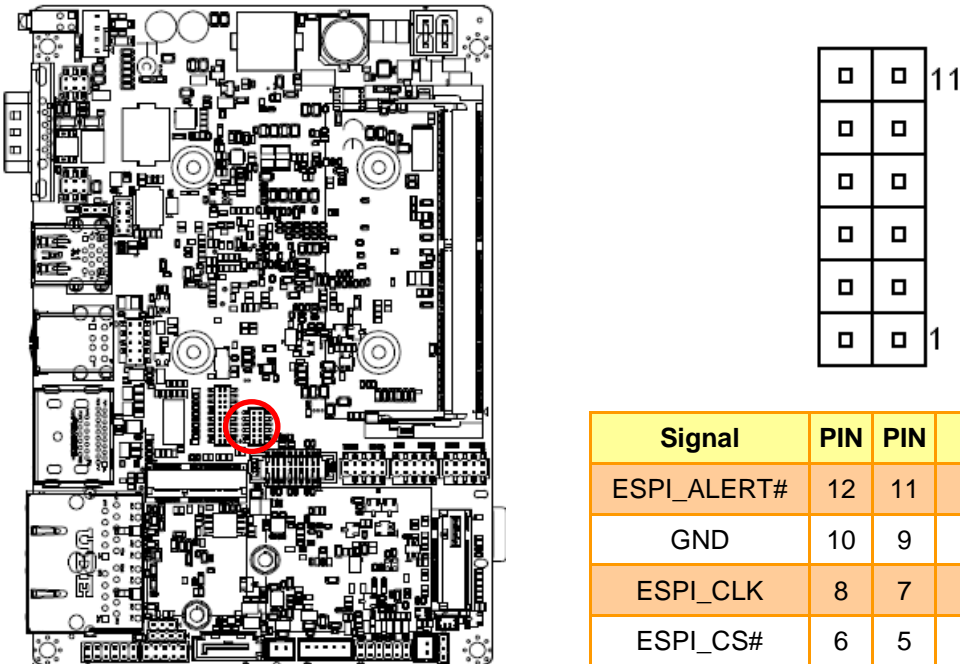 11
1
Signal PIN PIN
ESPI_ALERT# 12 11
GND 10 9
ESPI_CLK 8 7
ESPI_CS# 6 5